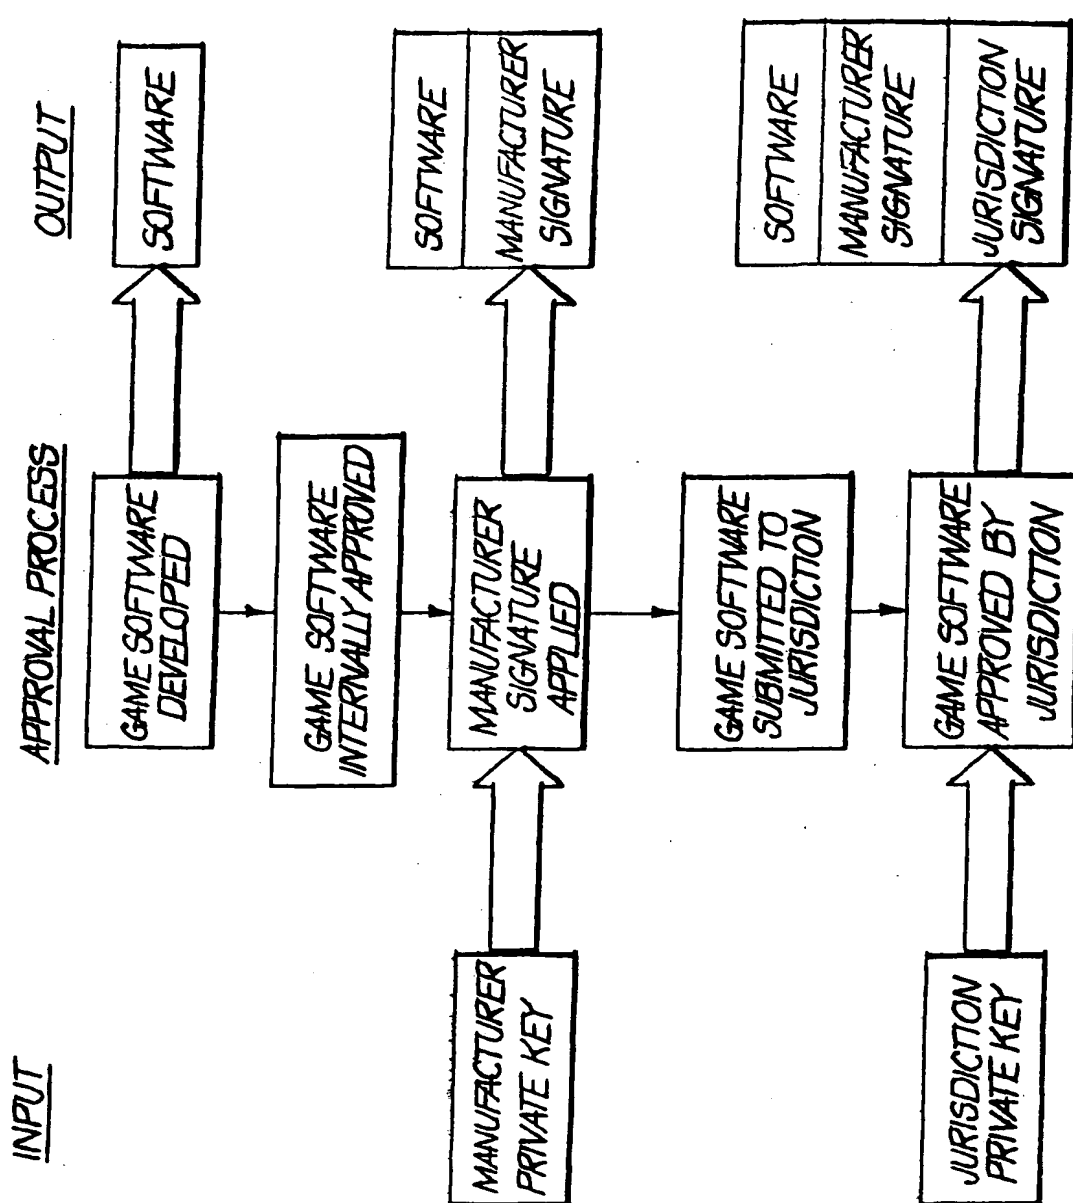 INPUT
APPROVAL PROCESS
OUTPUT
GAME SOFTWARE
DEVELOPED
SOFTWARE
GAME SOFTWARE
INTERNALLY APPROVED
MANUFACTURER
PRIVATE KEY
MANUFACTURER
SIGNATURE
APPLIED
SOFTWARE
MANUFACTURER
SIGNATURE
GAME SOFTWARE
SUBMITTED TO
JURISDICTION
JURISDICTION
PRIVATE KEY
GAME SOFTWARE
APPROVED BY
JURISDICTION
SOFTWARE
MANUFACTURER
SIGNATURE
JURISDICTION
SIGNATURE